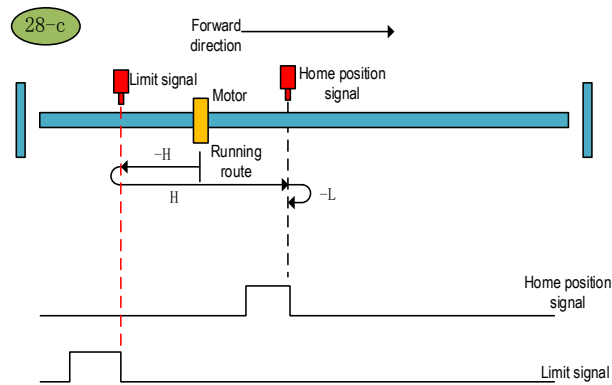 28-c
Forward
direction
Limit signal
Home position
signal
Motor
-H
Running
route
H
-L
Home position
signal
Limit signal